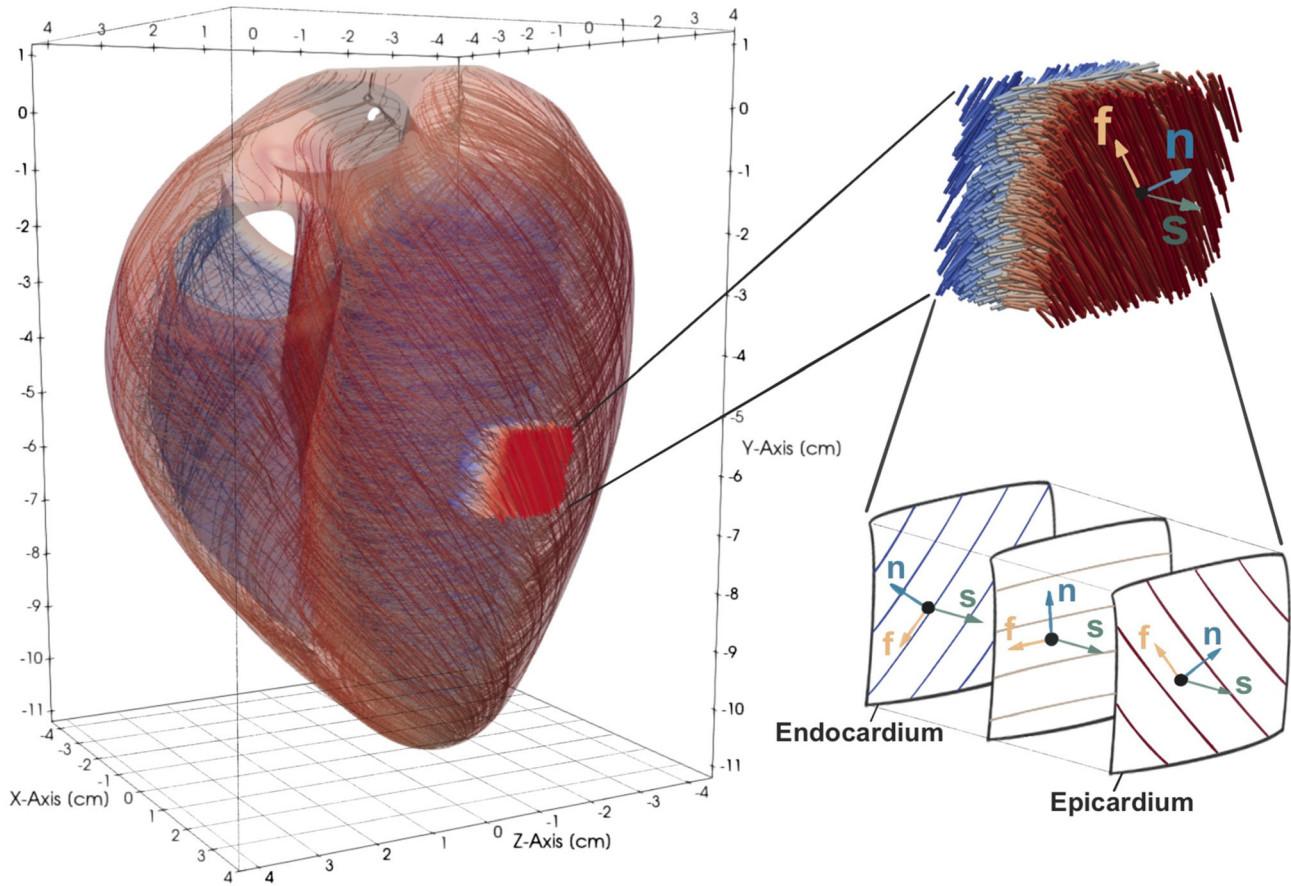 4 3 2 1 0 -1 -2 -3 -4
-4 -3 -2 -1 0 1 2 3 4
1
0
-1
-2
-3
-4
-5
-6
-7
-8
-9
-10
-11
1
0
-1
-2
-3
-4
-5
-6
-7
-8
-9
-10
-11
Y-Axis (cm)
-4
-3
-2
-1
0
1
2
3
4
X-Axis (cm)
4 3 2 1 0 -1 -2 -3 -4
Z-Axis (cm)
f n
s
n s
f
n
f s
f n
s
Endocardium
Epicardium